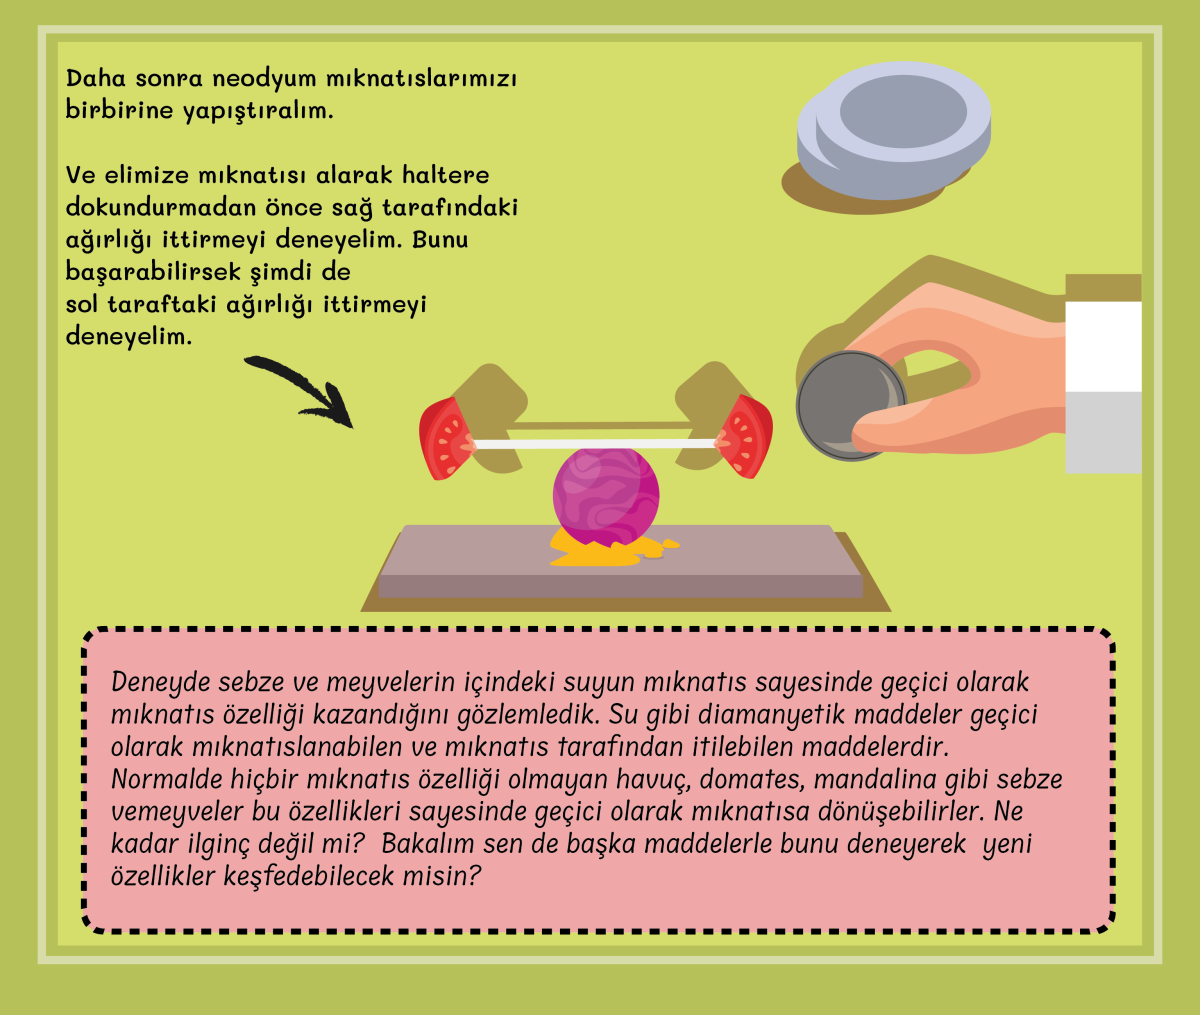 Daha sonra neodyum mıknatıslarımızı
birbirine yapıştıralım.
Ve elimize mıknatısı alarak haltere
dokundurmadan önce sağ tarafındaki
ağırlığı ittirmeyi deneyelim. Bunu
başarabilirsek şimdi de
sol taraftaki ağırlığı ittirmeyi
deneyelim.
Deneyde sebze ve meyvelerin içindeki suyun mıknatıs sayesinde geçici olarak
mıknatıs özelliği kazandığını gözlemledik. Su gibi diamanyetik maddeler geçici
olarak mıknatıslanabilen ve mıknatıs tarafından itilebilen maddelerdir.
Normalde hiçbir mıknatıs özelliği olmayan havuç, domates, mandalina gibi sebze
vemeyveler bu özellikleri sayesinde geçici olarak mıknatısa dönüşebilirler. Ne
kadar ilginç değil mi?  Bakalım sen de başka maddelerle bunu deneyerek  yeni
özellikler keşfedebilecek misin?